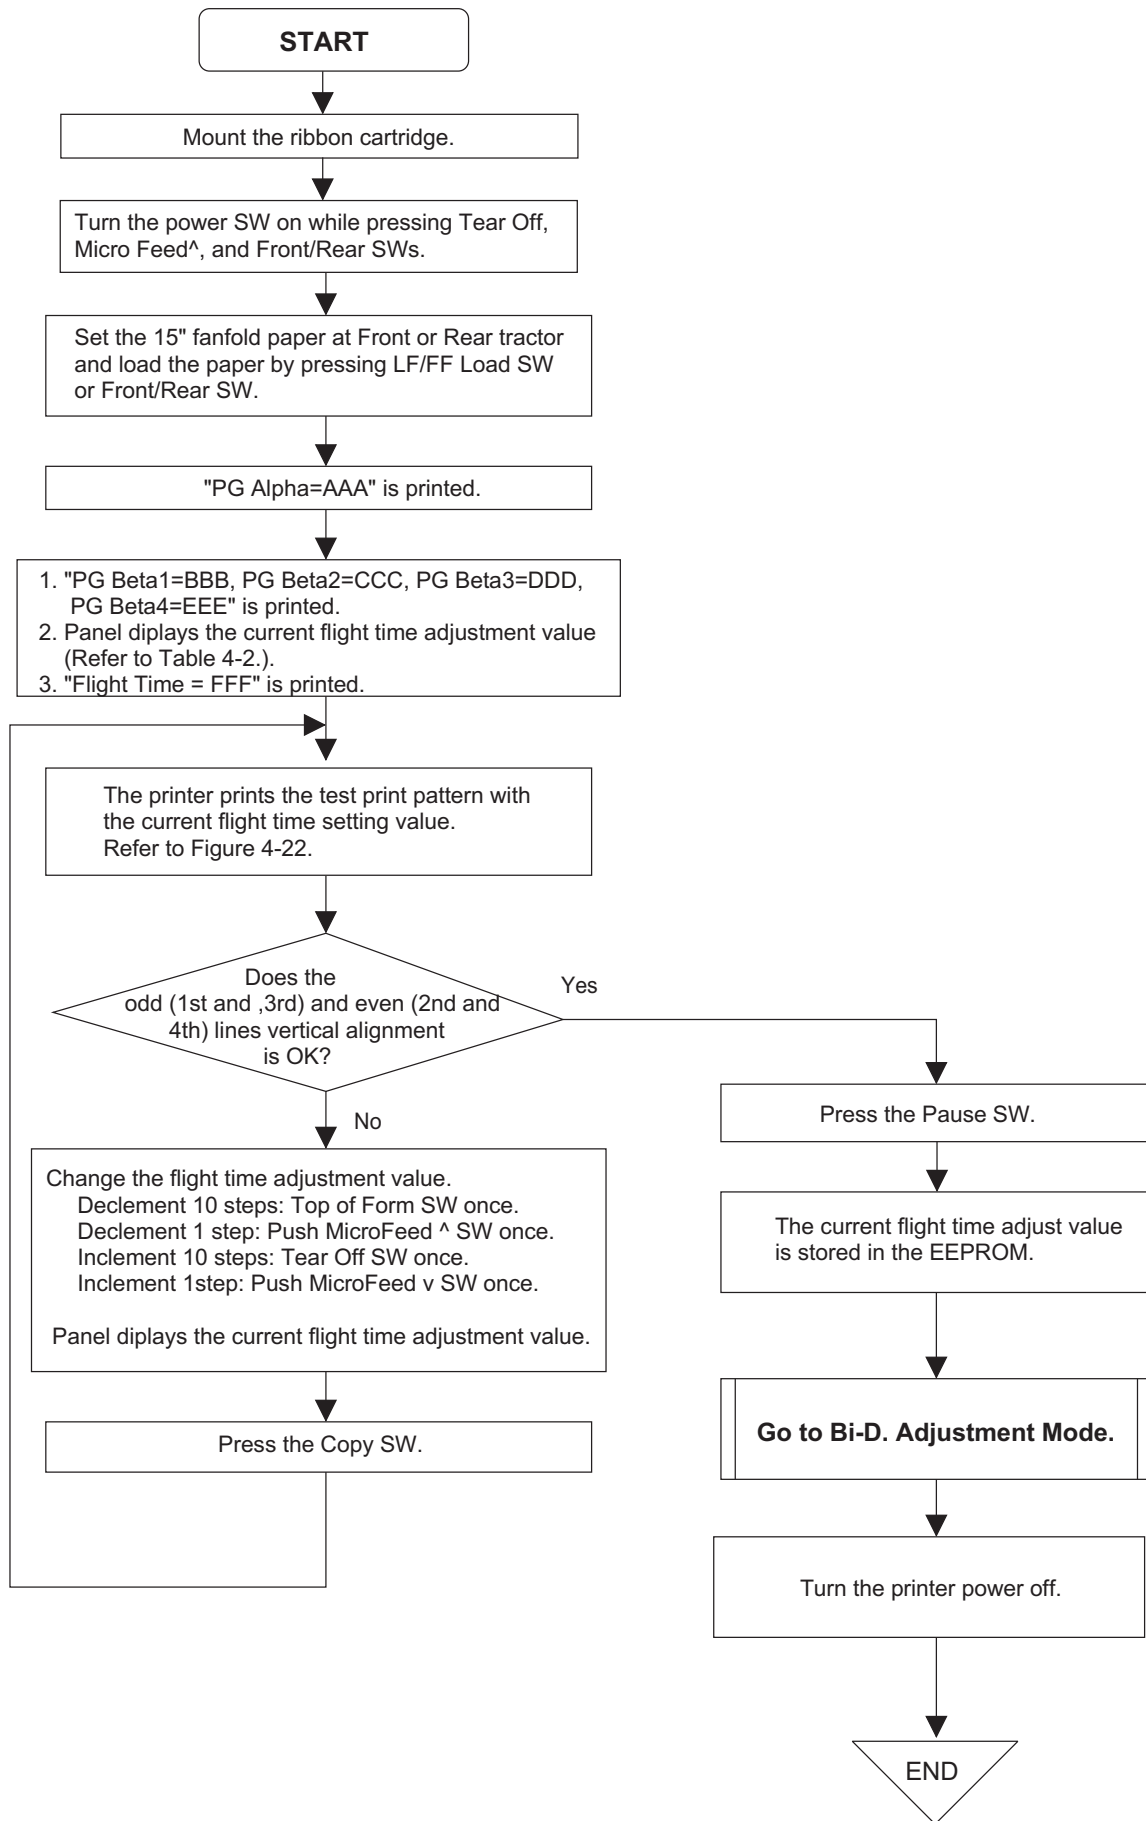 START
Mount the ribbon cartridge.
Turn the power SW on while pressing Tear Off,
Micro Feed^, and Front/Rear SWs.
Set the 15" fanfold paper at Front or Rear tractor
and load the paper by pressing LF/FF Load SW
or Front/Rear SW.
"PG Alpha=AAA" is printed.
1. "PG Beta1=BBB, PG Beta2=CCC, PG Beta3=DDD,
PG Beta4=EEE" is printed.
2. Panel diplays the current flight time adjustment value
(Refer to Table 4-2.).
3. "Flight Time = FFF" is printed.
The printer prints the test print pattern with
the current flight time setting value.
Refer to Figure 4-22.
Does the
odd (1st and ,3rd) and even (2nd and
4th) lines vertical alignment
is OK?
Yes
No
Change the flight time adjustment value.
Declement 10 steps: Top of Form SW once.
Declement 1 step: Push MicroFeed ^ SW once.
Inclement 10 steps: Tear Off SW once.
Inclement 1step: Push MicroFeed v SW once.
Panel diplays the current flight time adjustment value.
Press the Copy SW.
Press the Pause SW.
The current flight time adjust value
is stored in the EEPROM.
Go to Bi-D. Adjustment Mode.
Turn the printer power off.
END